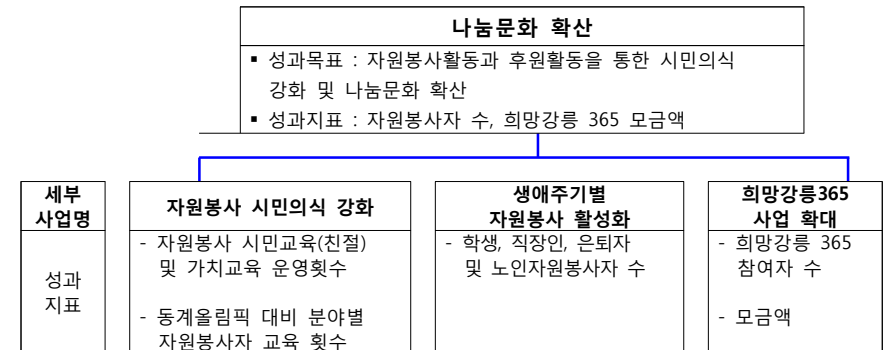 나눔문화 확산
▪ 성과목표 : 자원봉사활동과 후원활동을 통한 시민의식
강화 및 나눔문화 확산
▪ 성과지표 : 자원봉사자 수, 희망강릉 365 모금액
세부
사업명
자원봉사 시민의식 강화
생애주기별
자원봉사 활성화
희망강릉365
사업 확대
성과
지표
- 자원봉사 시민교육(친절)
및 가치교육 운영횟수
- 동계올림픽 대비 분야별
자원봉사자 교육 횟수
- 학생, 직장인, 은퇴자
및 노인자원봉사자 수
- 희망강릉 365
참여자 수
- 모금액